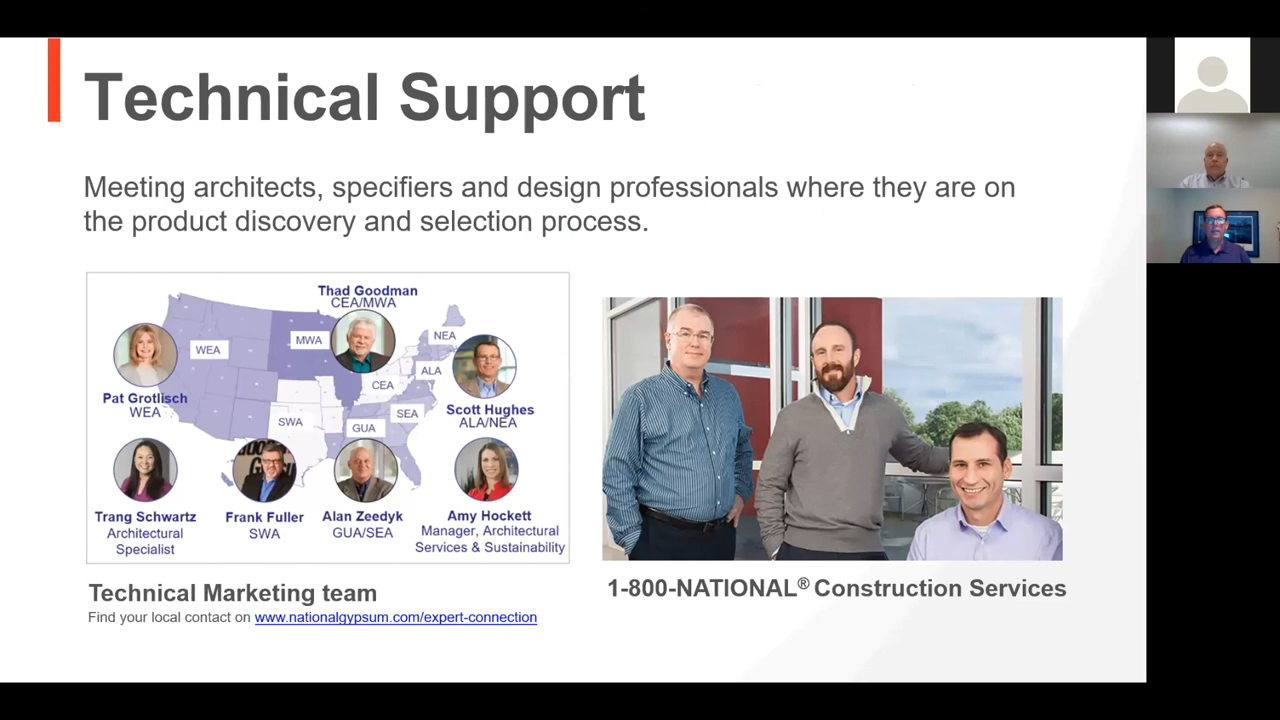 Technical Support
Meeting architects, specifiers and design professionals where they are on
the product discovery and selection process.
Thad Goodman
CEA/MWA
WEA
MWA
NEA
ALA
CEA
SEA
SWA
GUA
Pat Grotlisch
WEA
Scott Hughes
ALA/NEA
Trang Schwartz
Architectural
Specialist
Frank Fuller
SWA
Alan Zeedyk
GUA/SEA
Amy Hockett
Manager, Architectural
Services & Sustainability
Technical Marketing team
Find your local contact on www.nationalgypsum.com/expert-connection
1-800-NATIONAL® Construction Services